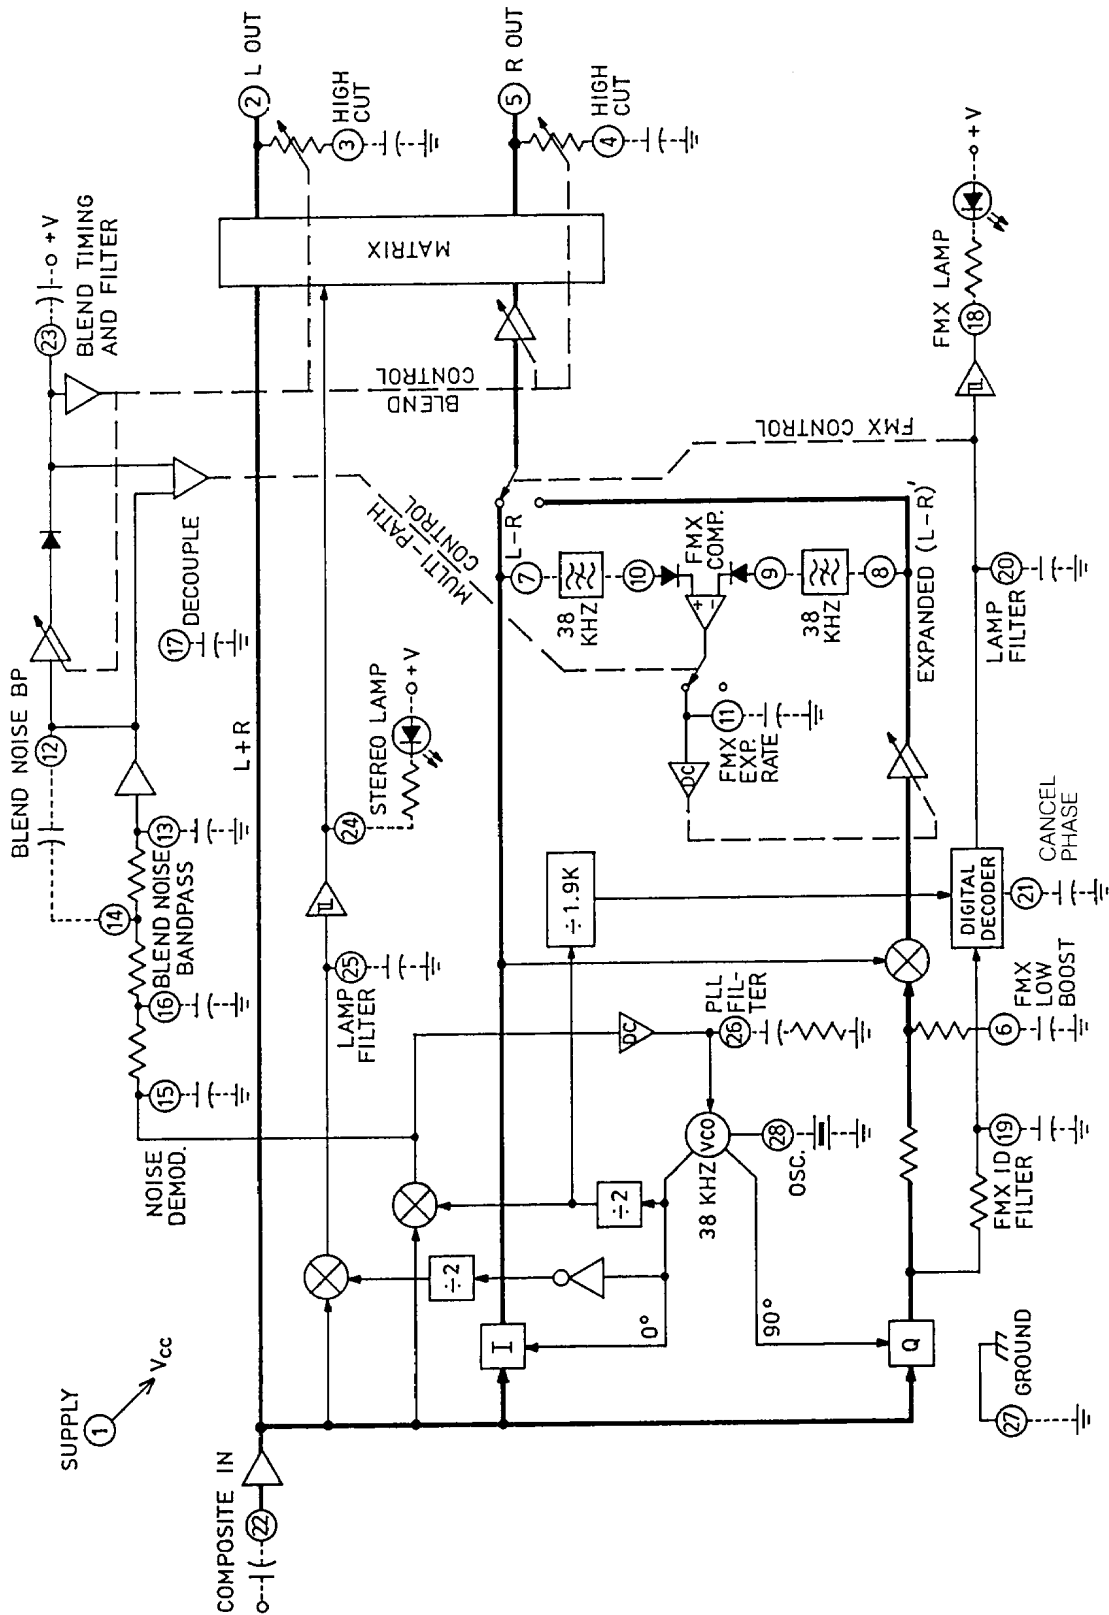 SUPPLY
1
Vcc
COMPOSITE IN
22
NOISE
DEMOD.
15
16
BLEND NOISE
BANDPASS
14
13
BLEND NOISE BP
12
17
DECOUPLE
23
+V
BLEND TIMING
AND FILTER
L+R
2
L OUT
3
HIGH
CUT
LAMP
FILTER
25
24
STEREO LAMP
+V
MULTI-PATH
CONTROL
BLEND
CONTROL
MATRIX
5
R OUT
4
HIGH
CUT
÷2
÷2
÷1.9K
DC
26
PLL
FIL-
TER
VCO
38 KHZ
28
OSC.
0°
90°
I
Q
L-R
7
38
KHZ
10
FMX
COMP.
+
-
9
38
KHZ
8
DC
11
FMX
EXP.
RATE
EXPANDED (L-R)'
FMX CONTROL
27
GROUND
19
FMX ID
FILTER
6
FMX
LOW
BOOST
DIGITAL
DECODER
21
CANCEL
PHASE
20
LAMP
FILTER
FMX LAMP
18
+V